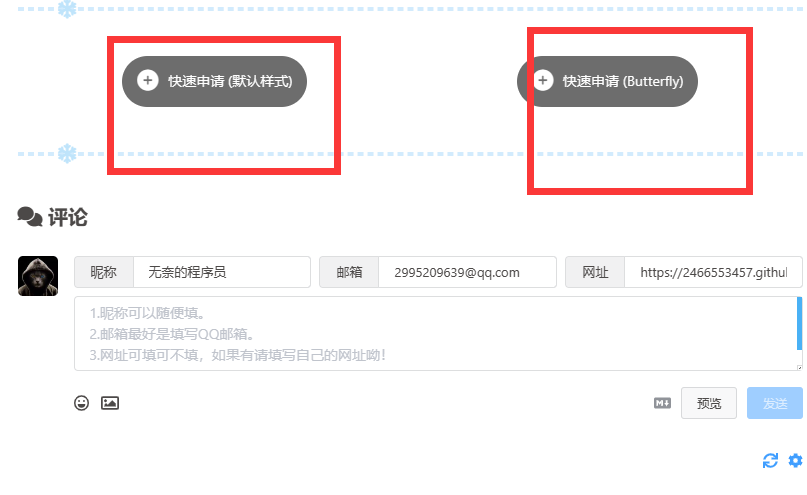 快速申请 (默认样式)
快速申请 (Butterfly)
评论
昵称 无奈的程序员 邮箱 2995209639@qq.com 网址 https://2466553457.githul
1.昵称可以随便填。
2.邮箱最好是填写QQ邮箱。
3.网址可填可不填，如果有请填写自己的网址呦！
M↓ 预览 发送